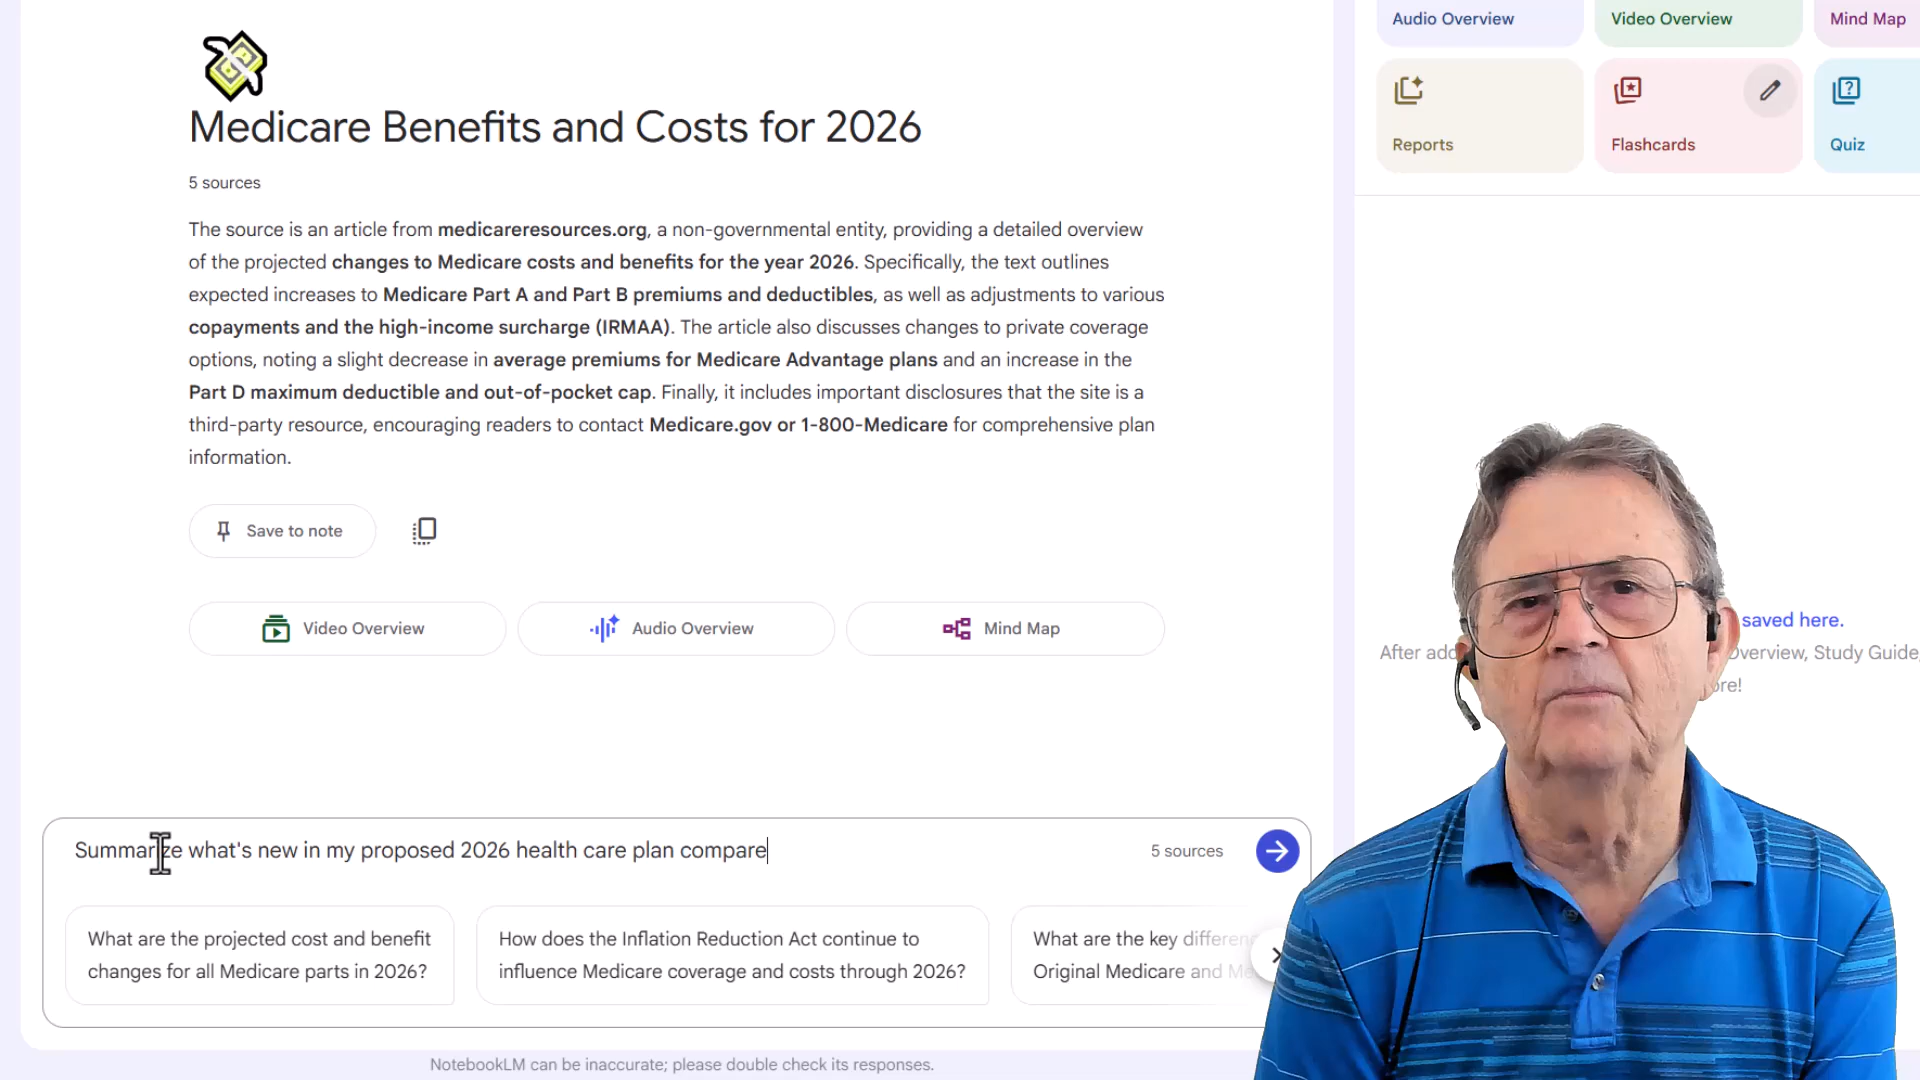 Audio Overview
Video Overview
Mind Map
Reports
Flashcards
Quiz
Medicare Benefits and Costs for 2026
5 sources
The source is an article from medicareresources.org, a non-governmental entity, providing a detailed overview
of the projected changes to Medicare costs and benefits for the year 2026. Specifically, the text outlines
expected increases to Medicare Part A and Part B premiums and deductibles, as well as adjustments to various
copayments and the high-income surcharge (IRMAA). The article also discusses changes to private coverage
options, noting a slight decrease in average premiums for Medicare Advantage plans and an increase in the
Part D maximum deductible and out-of-pocket cap. Finally, it includes important disclosures that the site is a
third-party resource, encouraging readers to contact Medicare.gov or 1-800-Medicare for comprehensive plan
information.
Save to note
Video Overview
Audio Overview
Mind Map
saved here.
After Overview, Study Guide,
Summarize what's new in my proposed 2026 health care plan compare
5 sources
What are the projected cost and benefit
changes for all Medicare parts in 2026?
How does the Inflation Reduction Act continue to
influence Medicare coverage and costs through 2026?
What are the key
Original Medicare and
NotebookLM can be inaccurate; please double check its responses.